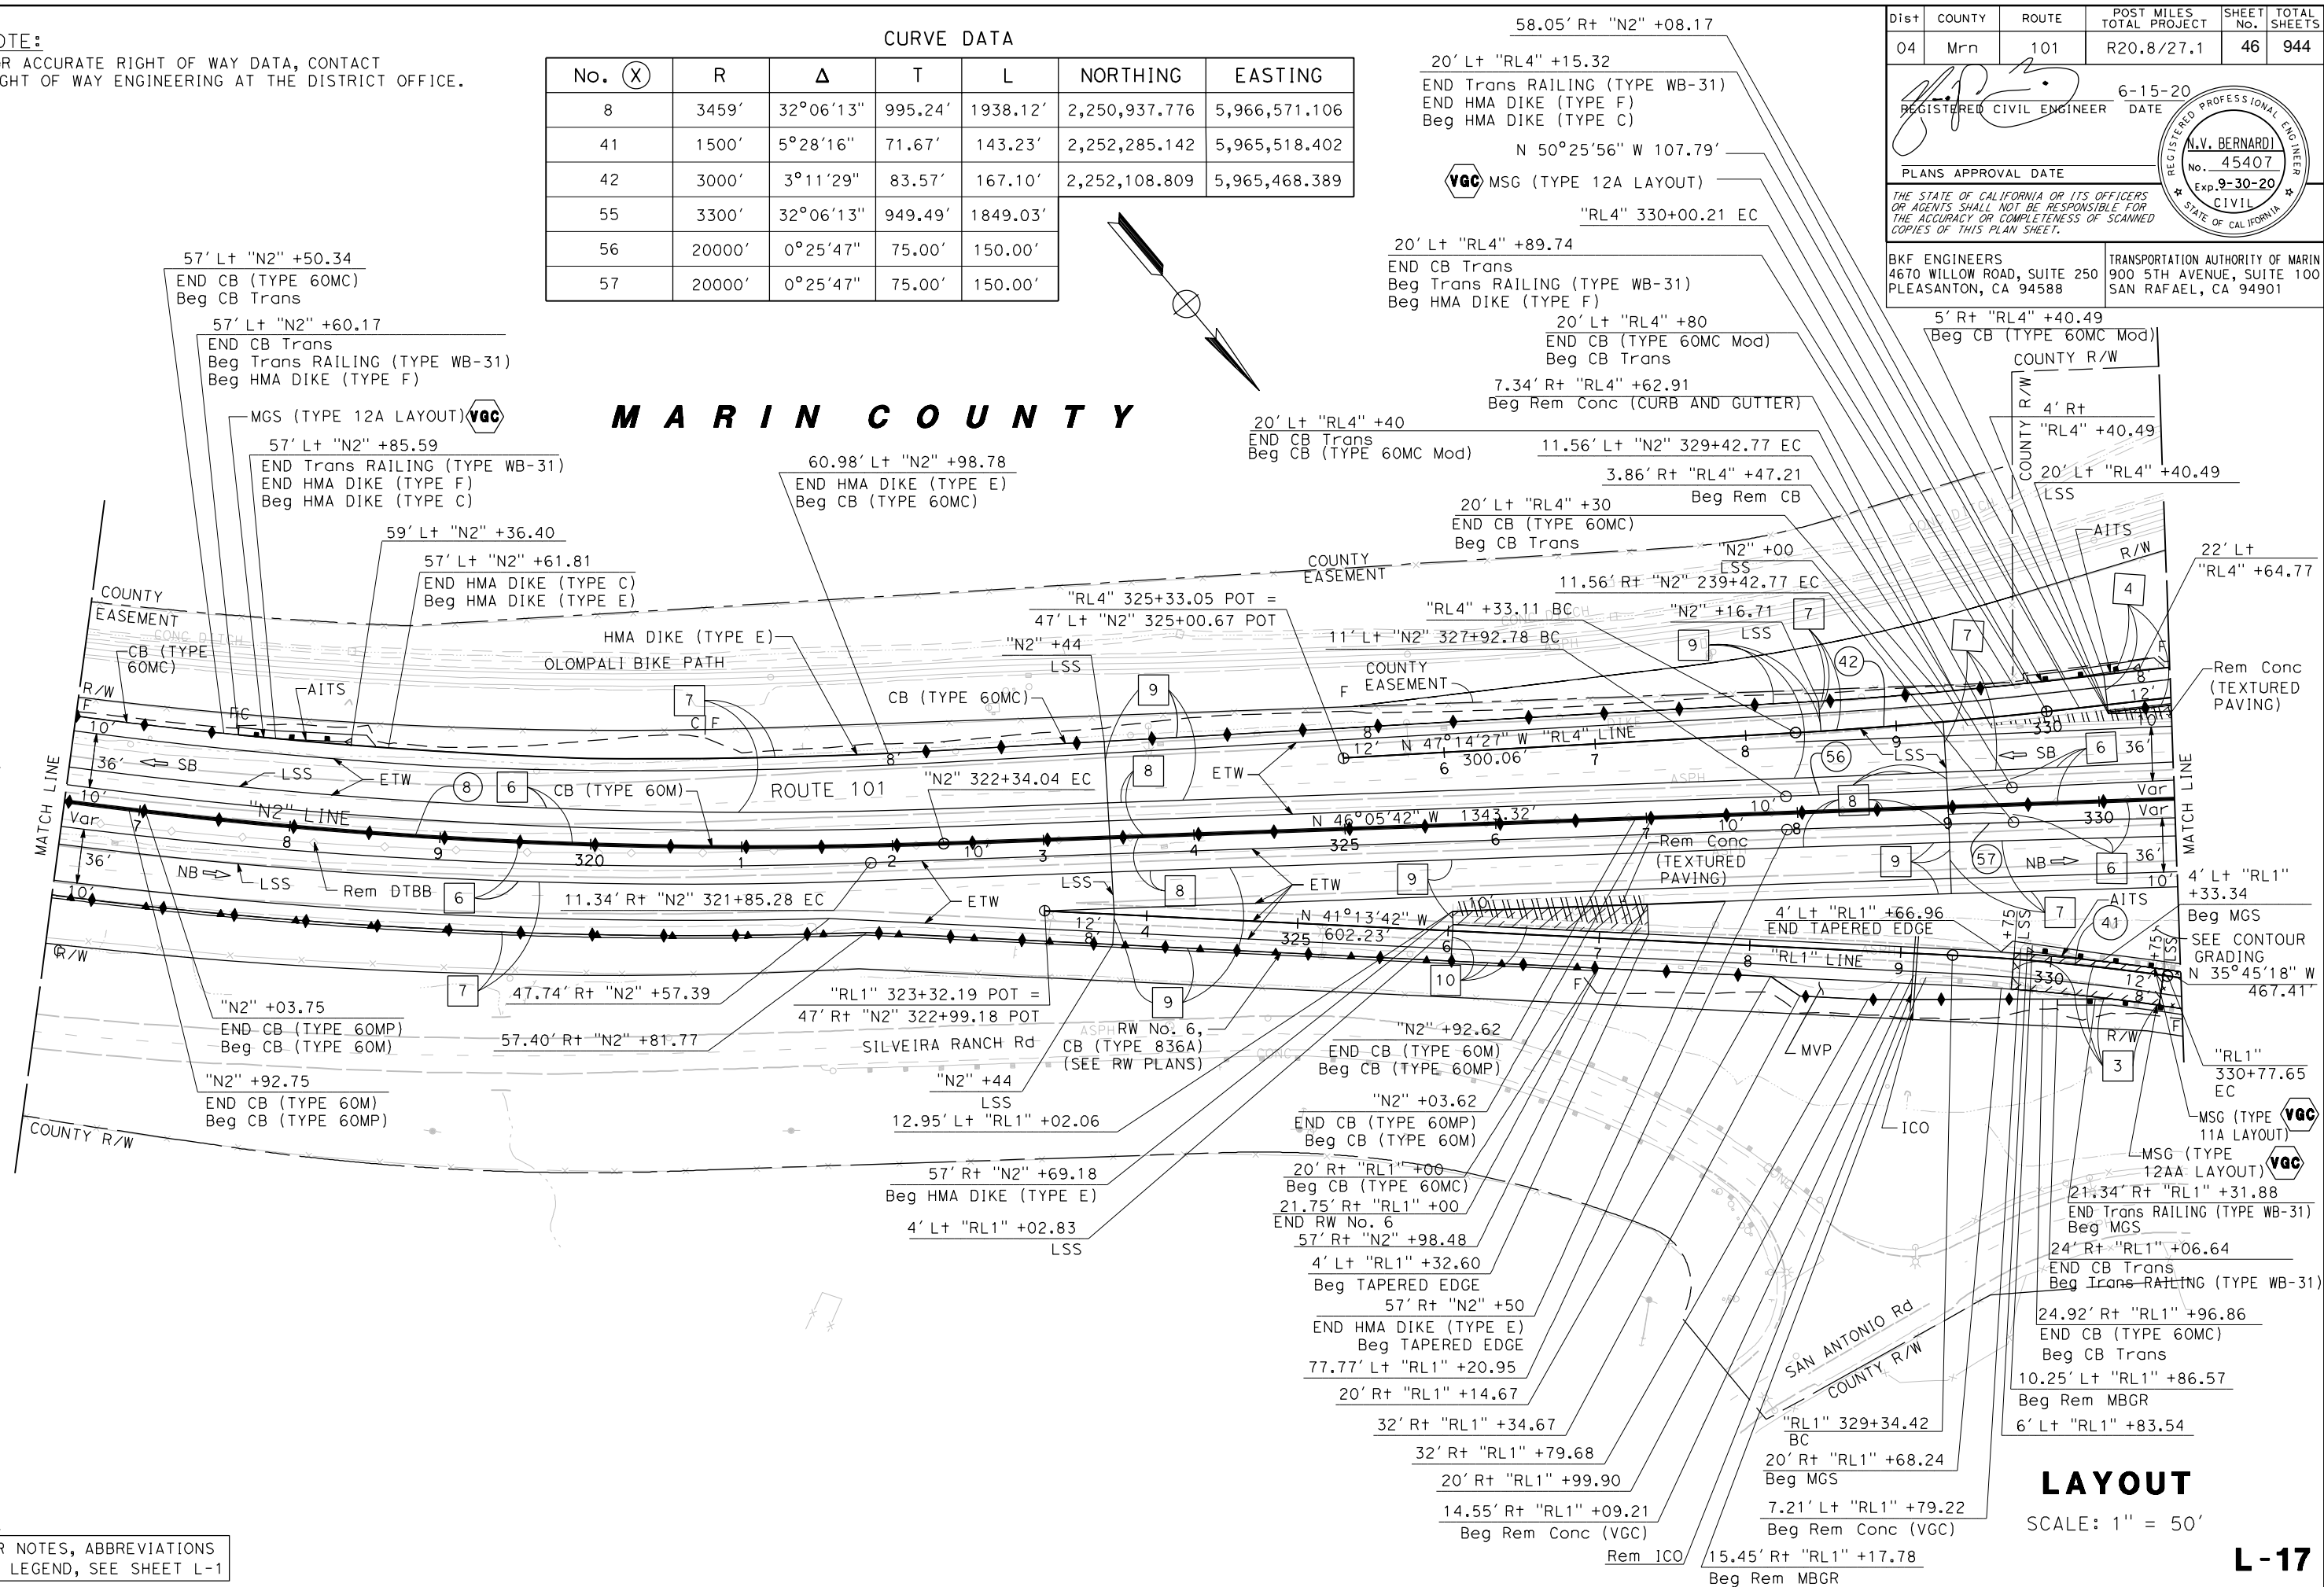 OTE:
R ACCURATE RIGHT OF WAY DATA, CONTACT
GHT OF WAY ENGINEERING AT THE DISTRICT OFFICE.
CURVE DATA
No. X R Δ T L NORTHING EASTING
8 3459' 32°06'13" 995.24' 1938.12' 2,250,937.776 5,966,571.106
41 1500' 5°28'16" 71.67' 143.23' 2,252,285.142 5,965,518.402
42 3000' 3°11'29" 83.57' 167.10' 2,252,108.809 5,965,468.389
55 3300' 32°06'13" 949.49' 1849.03'
56 20000' 0°25'47" 75.00' 150.00'
57 20000' 0°25'47" 75.00' 150.00'
Dist COUNTY ROUTE POST MILES TOTAL PROJECT SHEET No. TOTAL SHEETS
04 Mrn 101 R20.8/27.1 46 944
6-15-20
REGISTERED CIVIL ENGINEER DATE
PLANS APPROVAL DATE
REGISTERED PROFESSIONAL ENGINEER
N.V. BERNARDI
No. 45407
Exp. 9-30-20
CIVIL
STATE OF CALIFORNIA
THE STATE OF CALIFORNIA OR ITS OFFICERS
OR AGENTS SHALL NOT BE RESPONSIBLE FOR
THE ACCURACY OR COMPLETENESS OF SCANNED
COPIES OF THIS PLAN SHEET.
BKF ENGINEERS
4670 WILLOW ROAD, SUITE 250
PLEASANTON, CA 94588
TRANSPORTATION AUTHORITY OF MARIN
900 5TH AVENUE, SUITE 100
SAN RAFAEL, CA 94901
58.05' Rt "N2" +08.17
20' Lt "RL4" +15.32
END Trans RAILING (TYPE WB-31)
END HMA DIKE (TYPE F)
Beg HMA DIKE (TYPE C)
N 50°25'56" W 107.79'
VGC MSG (TYPE 12A LAYOUT)
"RL4" 330+00.21 EC
20' Lt "RL4" +89.74
END CB Trans
Beg Trans RAILING (TYPE WB-31)
Beg HMA DIKE (TYPE F)
20' Lt "RL4" +80
END CB (TYPE 60MC Mod)
Beg CB Trans
7.34' Rt "RL4" +62.91
Beg Rem Conc (CURB AND GUTTER)
20' Lt "RL4" +40
END CB Trans
Beg CB (TYPE 60MC Mod)
11.56' Lt "N2" 329+42.77 EC
3.86' Rt "RL4" +47.21
Beg Rem CB
20' Lt "RL4" +30
END CB (TYPE 60MC)
Beg CB Trans
"N2" +00
LSS
11.56' Rt "N2" 239+42.77 EC
"N2" +16.71
LSS
5' Rt "RL4" +40.49
Beg CB (TYPE 60MC Mod)
COUNTY R/W
COUNTY R/W
4' Rt
"RL4" +40.49
20' Lt "RL4" +40.49
LSS
AITS
R/W
22' Lt
"RL4" +64.77
Rem Conc
(TEXTURED
PAVING)
57' Lt "N2" +50.34
END CB (TYPE 60MC)
Beg CB Trans
57' Lt "N2" +60.17
END CB Trans
Beg Trans RAILING (TYPE WB-31)
Beg HMA DIKE (TYPE F)
MGS (TYPE 12A LAYOUT) VGC
57' Lt "N2" +85.59
END Trans RAILING (TYPE WB-31)
END HMA DIKE (TYPE F)
Beg HMA DIKE (TYPE C)
59' Lt "N2" +36.40
57' Lt "N2" +61.81
END HMA DIKE (TYPE C)
Beg HMA DIKE (TYPE E)
MARIN COUNTY
60.98' Lt "N2" +98.78
END HMA DIKE (TYPE E)
Beg CB (TYPE 60MC)
COUNTY
EASEMENT
CONC DITCH
CB (TYPE
60MC)
R/W
AITS
HMA DIKE (TYPE E)
OLOMPALI BIKE PATH
COUNTY
EASEMENT
"RL4" 325+33.05 POT =
47' Lt "N2" 325+00.67 POT
"N2" +44
LSS
"RL4" +33.11 BC
11' Lt "N2" 327+92.78 BC
COUNTY
EASEMENT
CONC DITCH
CONC DITCH
CB (TYPE 60MC)
N 47°14'27" W "RL4" LINE
300.06'
6 7 8 9 330
MATCH LINE
36' SB LSS ETW
8 6 CB (TYPE 60M)
ROUTE 101
"N2" 322+34.04 EC
ETW
"N2" LINE
7 8 9 320 1 2 3 4 325 6 7 8 9 330
N 46°05'42" W 1343.32'
Rem Conc
(TEXTURED
PAVING)
SB 36'
Var
Var
MATCH LINE
36' NB LSS
Rem DTBB
11.34' Rt "N2" 321+85.28 EC
ETW
LSS
ETW
N 41°13'42" W
602.23'
4 325 6 7 8 9 330
"RL1" LINE
4' Lt "RL1" +66.96
END TAPERED EDGE
NB 36'
+75 LSS
AITS
4' Lt "RL1"
+33.34
Beg MGS
SEE CONTOUR
GRADING
N 35°45'18" W
467.41'
+75 LSS
R/W
"N2" +03.75
END CB (TYPE 60MP)
Beg CB (TYPE 60M)
"N2" +92.75
END CB (TYPE 60M)
Beg CB (TYPE 60MP)
COUNTY R/W
47.74' Rt "N2" +57.39
57.40' Rt "N2" +81.77
"RL1" 323+32.19 POT =
47' Rt "N2" 322+99.18 POT
SILVEIRA RANCH Rd
ASPH
RW No. 6,
CB (TYPE 836A)
(SEE RW PLANS)
"N2" +44
LSS
12.95' Lt "RL1" +02.06
57' Rt "N2" +69.18
Beg HMA DIKE (TYPE E)
4' Lt "RL1" +02.83
LSS
"N2" +92.62
END CB (TYPE 60M)
Beg CB (TYPE 60MP)
"N2" +03.62
END CB (TYPE 60MP)
Beg CB (TYPE 60M)
20' Rt "RL1" +00
Beg CB (TYPE 60MC)
21.75' Rt "RL1" +00
END RW No. 6
57' Rt "N2" +98.48
4' Lt "RL1" +32.60
Beg TAPERED EDGE
57' Rt "N2" +50
END HMA DIKE (TYPE E)
Beg TAPERED EDGE
77.77' Lt "RL1" +20.95
20' Rt "RL1" +14.67
32' Rt "RL1" +34.67
32' Rt "RL1" +79.68
20' Rt "RL1" +99.90
14.55' Rt "RL1" +09.21
Beg Rem Conc (VGC)
Rem ICO
15.45' Rt "RL1" +17.78
Beg Rem MBGR
MVP
ICO
R/W
"RL1"
330+77.65
EC
MSG (TYPE
11A LAYOUT) VGC
MSG (TYPE
12AA LAYOUT) VGC
21.34' Rt "RL1" +31.88
END Trans RAILING (TYPE WB-31)
Beg MGS
24' Rt "RL1" +06.64
END CB Trans
Beg Trans RAILING (TYPE WB-31)
24.92' Rt "RL1" +96.86
END CB (TYPE 60MC)
Beg CB Trans
10.25' Lt "RL1" +86.57
Beg Rem MBGR
6' Lt "RL1" +83.54
SAN ANTONIO Rd
COUNTY R/W
"RL1" 329+34.42
BC
20' Rt "RL1" +68.24
Beg MGS
7.21' Lt "RL1" +79.22
Beg Rem Conc (VGC)
LAYOUT
SCALE: 1" = 50'
R NOTES, ABBREVIATIONS
LEGEND, SEE SHEET L-1
L-17